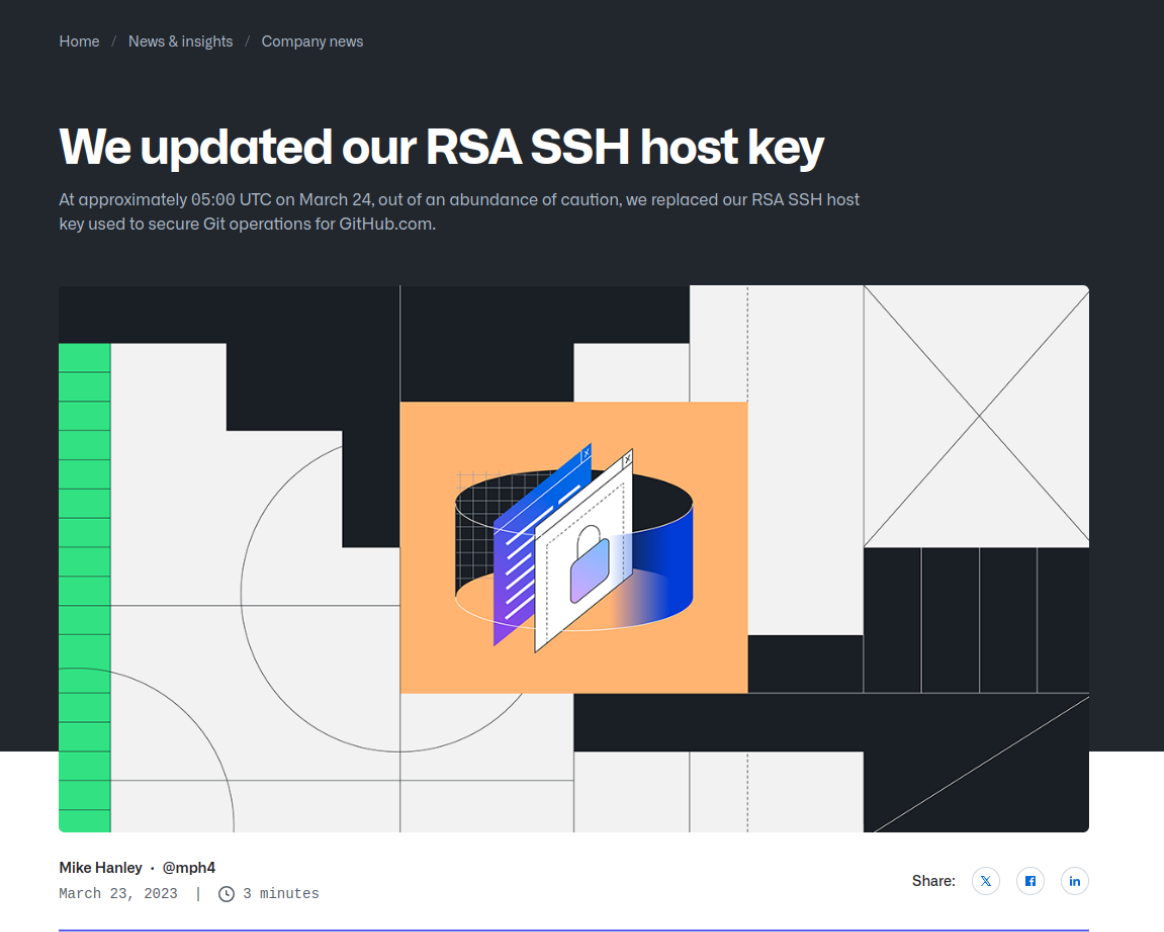 Home / News & insights / Company news
We updated our RSA SSH host key
At approximately 05:00 UTC on March 24, out of an abundance of caution, we replaced our RSA SSH host
key used to secure Git operations for GitHub.com.
Mike Hanley · @mph4
March 23, 2023 | 3 minutes
Share: